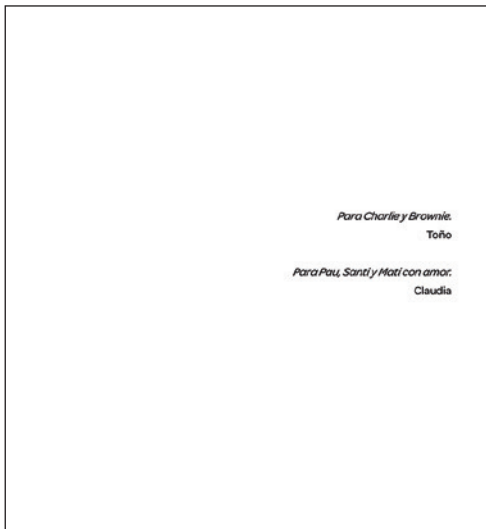 Para Charlie y Brownie.
Toño
Para Pau, Santi y Mati con amor.
Claudia